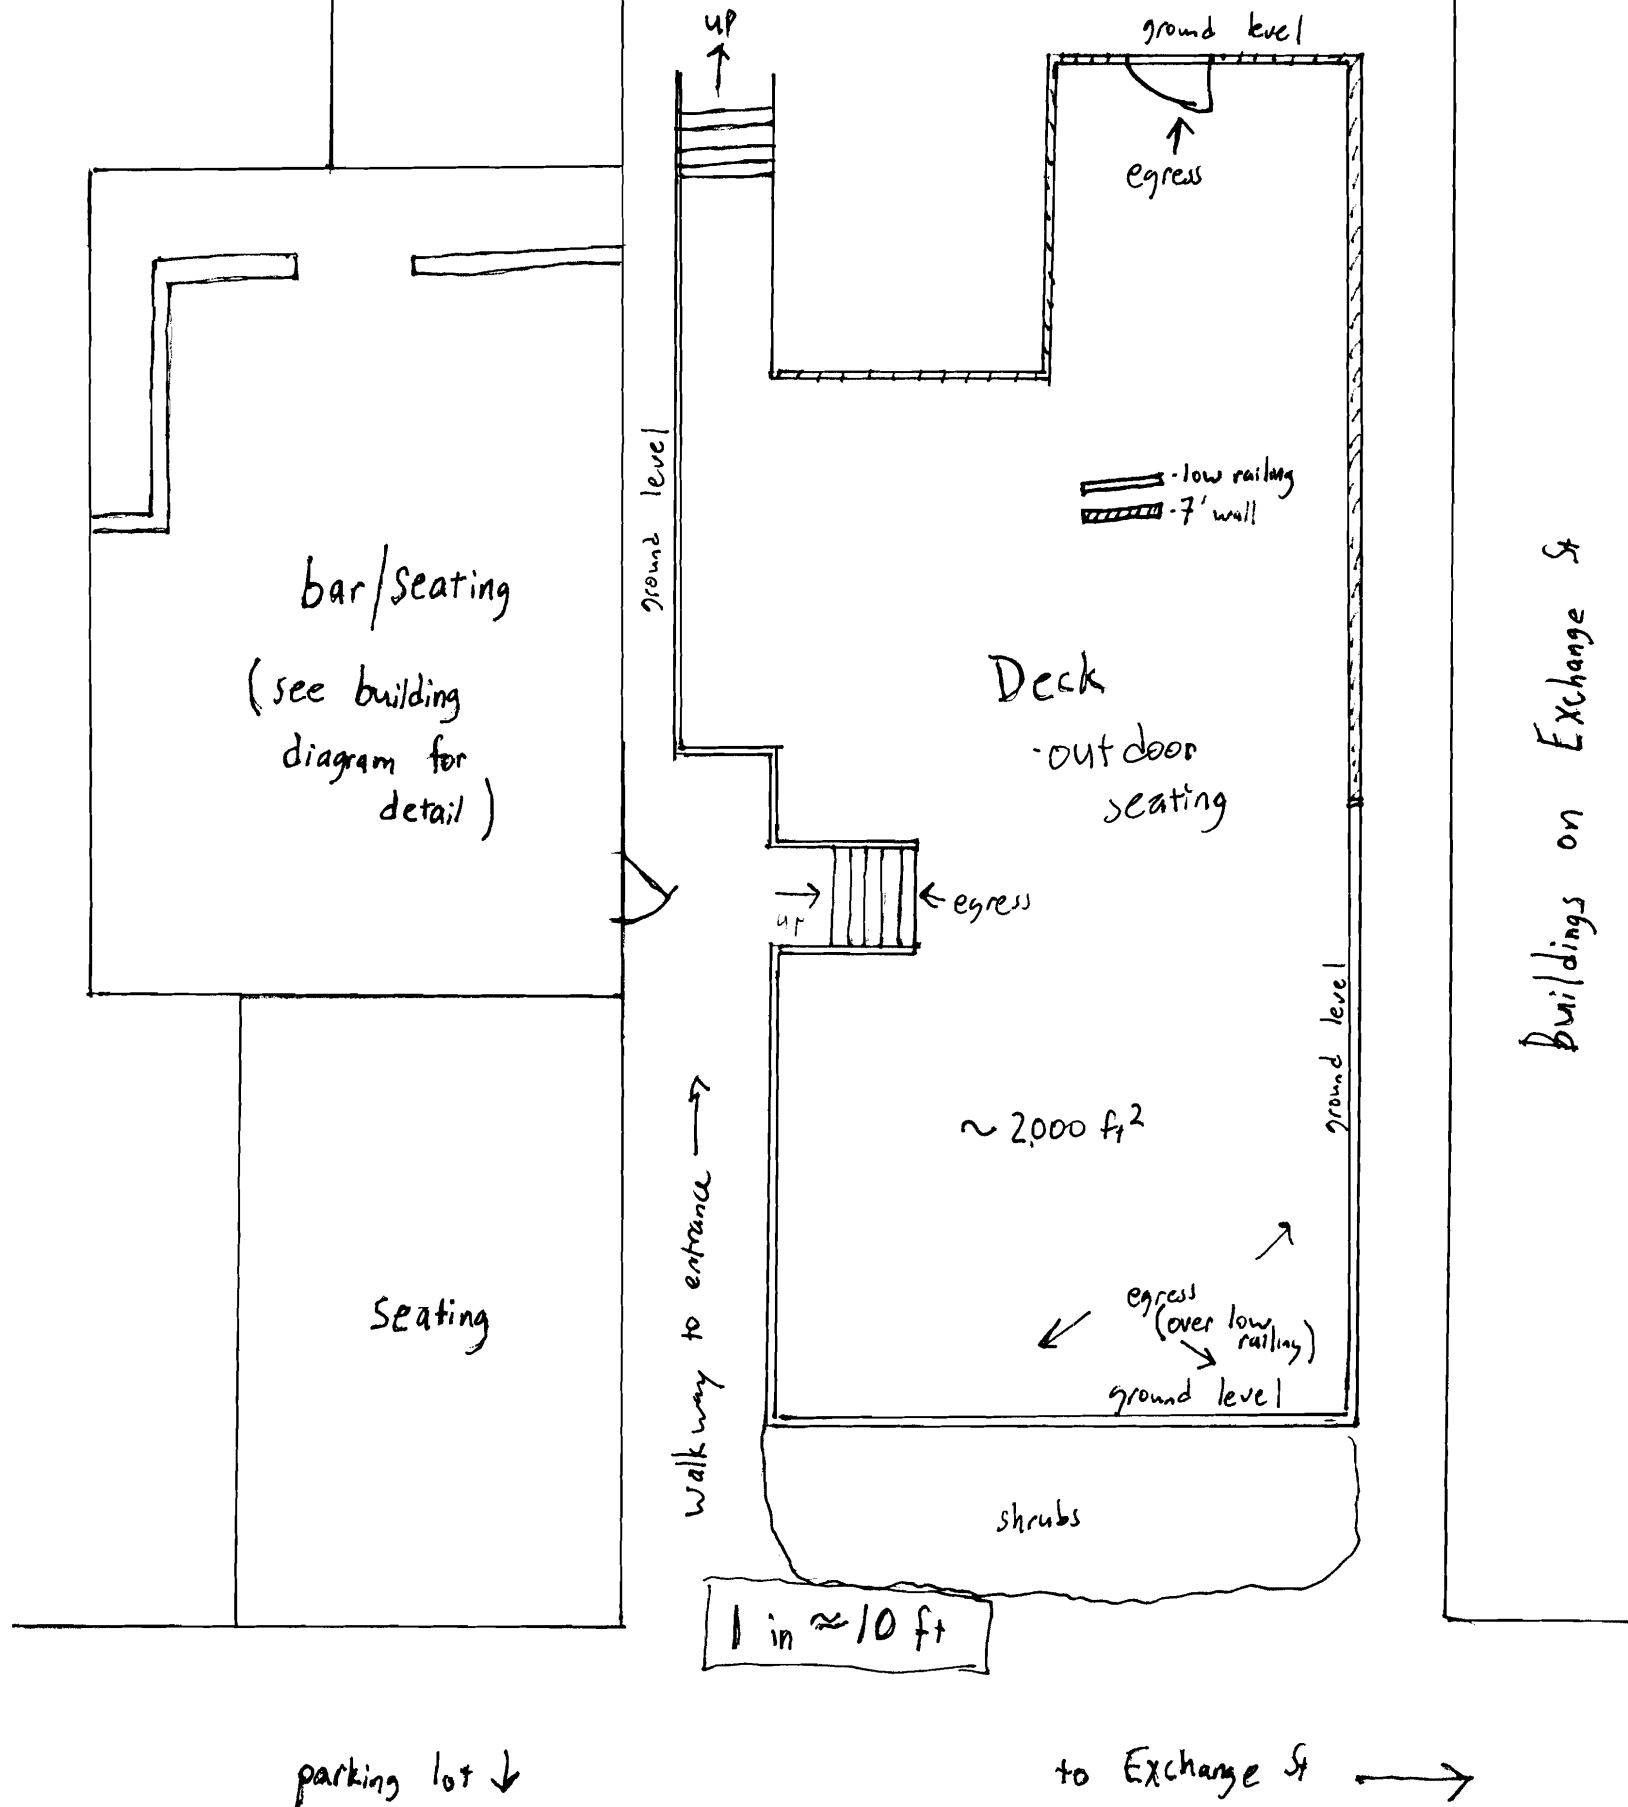 up
ground level
egress
ground level
-low railing
-7' wall
bar/seating
(see building
diagram for
detail)
Deck
-outdoor
seating
Buildings on Exchange St
up
egress
ground level
~ 2,000 ft²
walkway to entrance
seating
egress
(over low
railing)
ground level
shrubs
1 in ≈ 10 ft
parking lot
to Exchange St